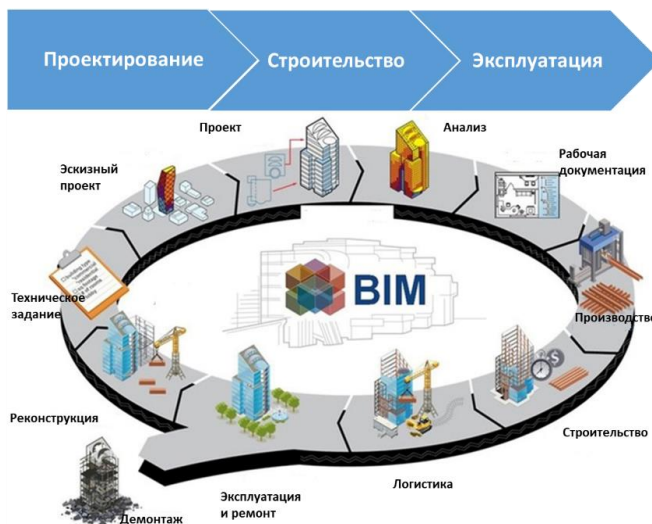 Проектирование
Строительство
Эксплуатация
Проект
Анализ
Эскизный
проект
Рабочая
документация
Техническое
задание
BIM
Производство
Реконструкция
Строительство
Логистика
Эксплуатация
и ремонт
Демонтаж